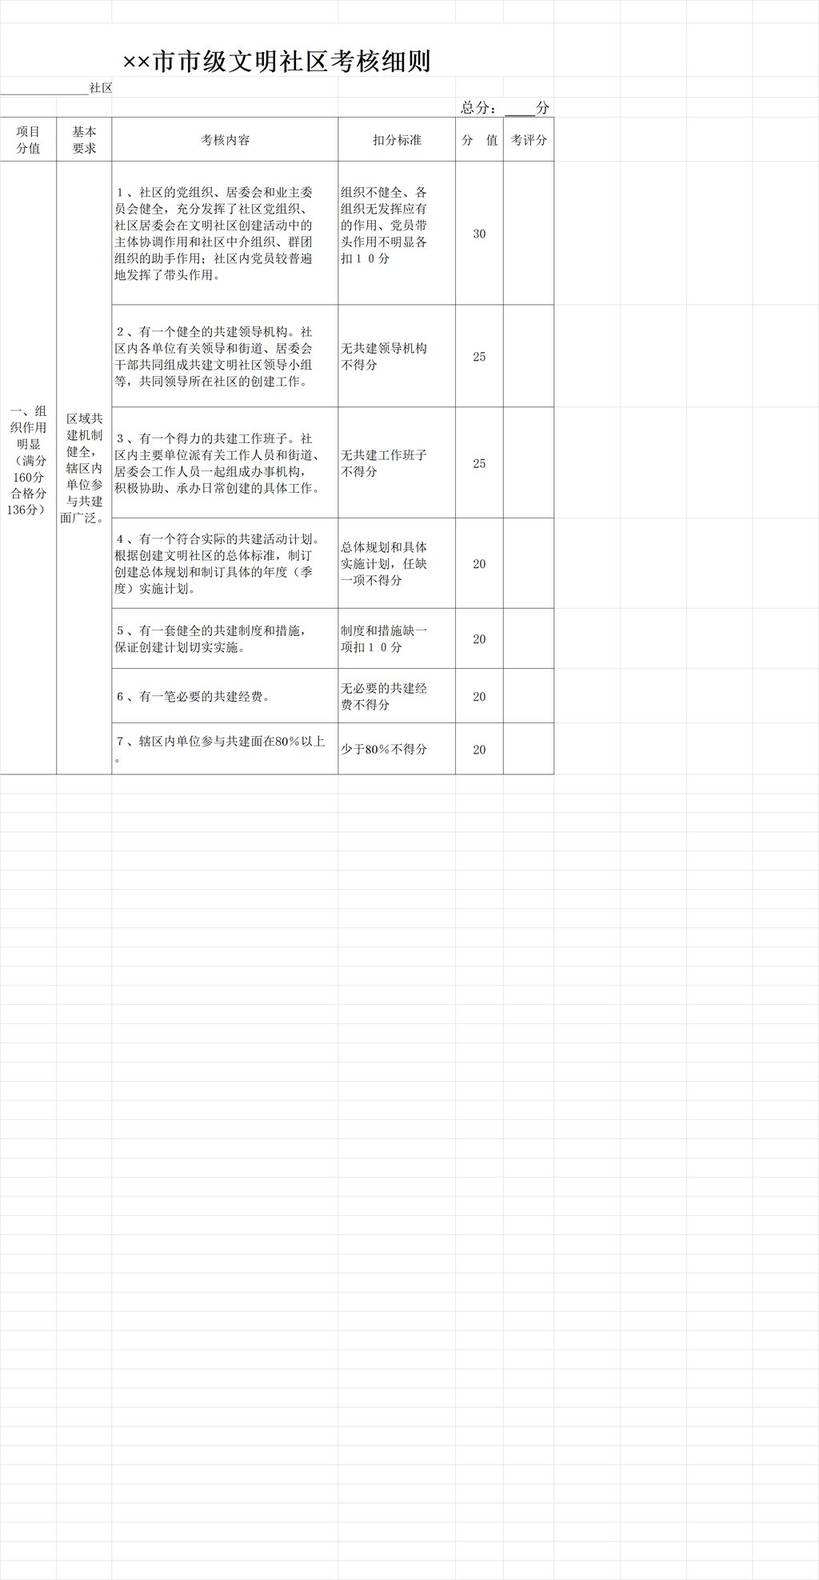 ××市市级文明社区考核细则
____________社区
总分：____分
项目
分值
基本
要求
考核内容
扣分标准
分　值
考评分
一、组
织作用
明显
（满分
160分
合格分
136分）
区域共
建机制
健全，
辖区内
单位参
与共建
面广泛。
１、社区的党组织、居委会和业主委
员会健全，充分发挥了社区党组织、
社区居委会在文明社区创建活动中的
主体协调作用和社区中介组织、群团
组织的助手作用；社区内党员较普遍
地发挥了带头作用。
组织不健全、各
组织无发挥应有
的作用、党员带
头作用不明显各
扣１０分
30
２、有一个健全的共建领导机构。社
区内各单位有关领导和街道、居委会
干部共同组成共建文明社区领导小组
等，共同领导所在社区的创建工作。
无共建领导机构
不得分
25
３、有一个得力的共建工作班子。社
区内主要单位派有关工作人员和街道、
居委会工作人员一起组成办事机构，
积极协助、承办日常创建的具体工作。
无共建工作班子
不得分
25
４、有一个符合实际的共建活动计划。
根据创建文明社区的总体标准，制订
创建总体规划和制订具体的年度（季
度）实施计划。
总体规划和具体
实施计划，任缺
一项不得分
20
５、有一套健全的共建制度和措施，
保证创建计划切实实施。
制度和措施缺一
项扣１０分
20
６、有一笔必要的共建经费。
无必要的共建经
费不得分
20
７、辖区内单位参与共建面在80%以上
。
少于80%不得分
20